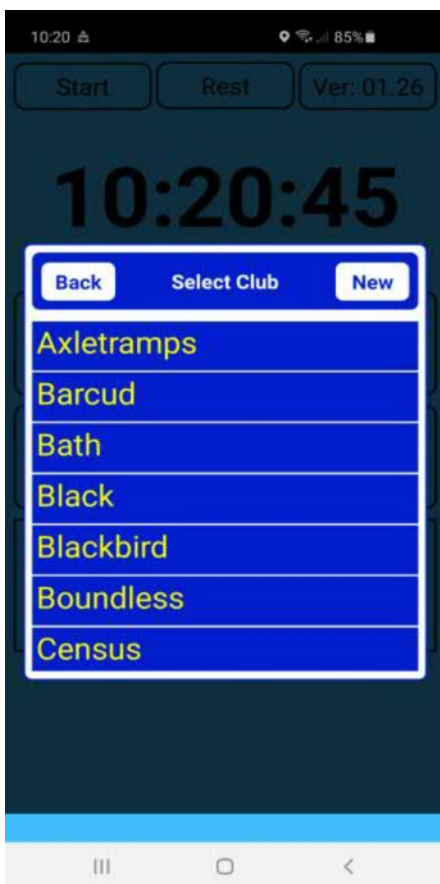 10:20 85%
Start Rest Ver: 01.26
10:20:45
Back Select Club New
Axletramps
Barcud
Bath
Black
Blackbird
Boundless
Census